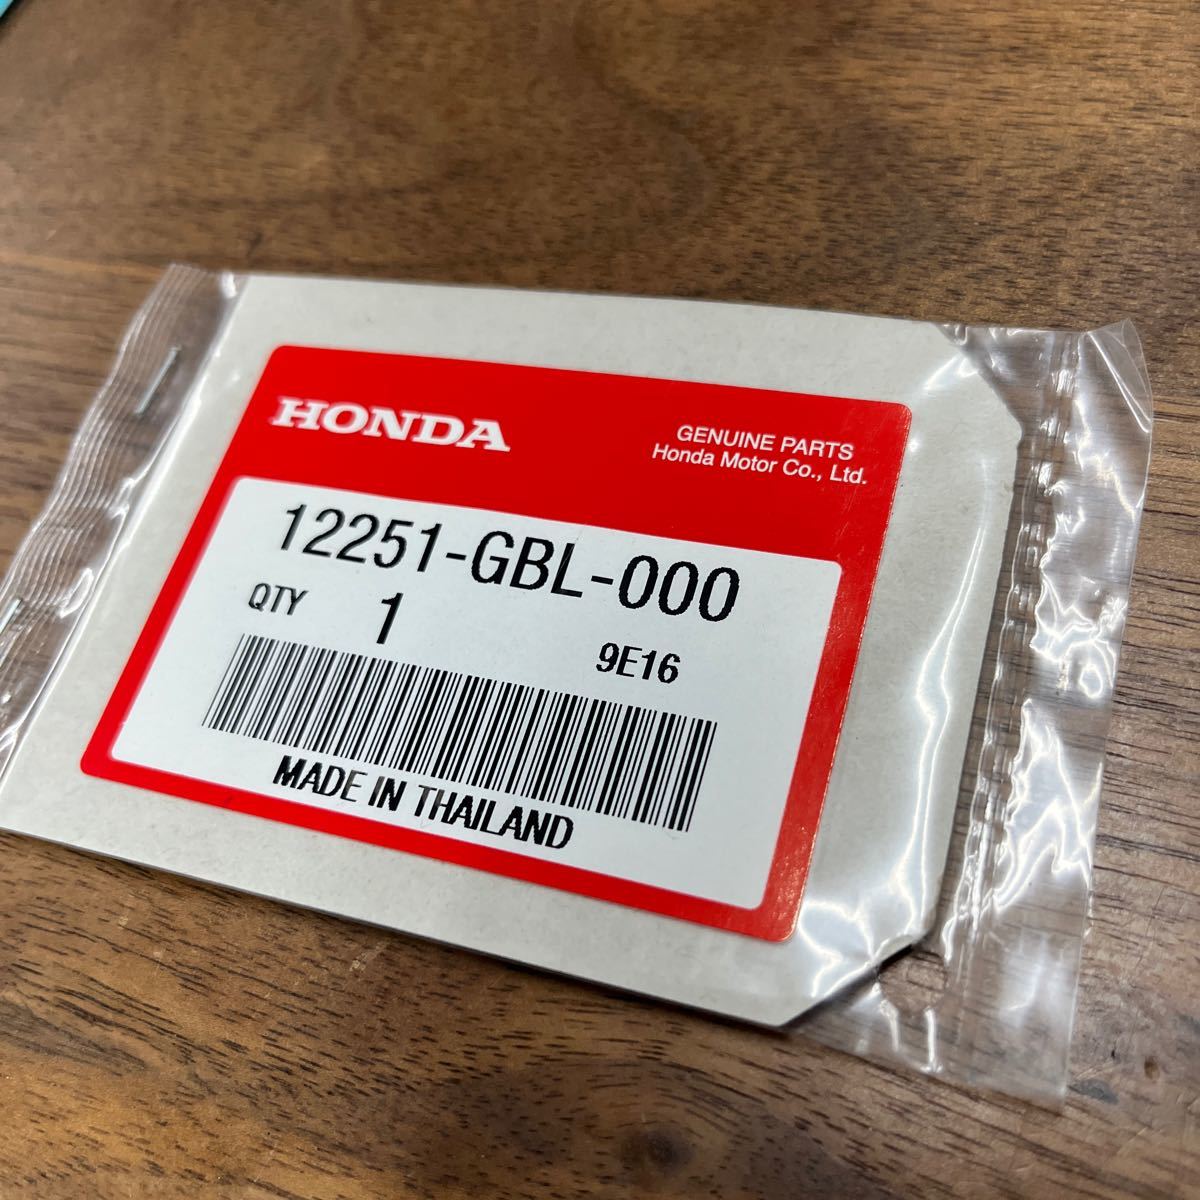 HONDA
GENUINE PARTS
Honda Motor Co., Ltd.
12251-GBL-000
QTY 1
9E16
MADE IN THAILAND